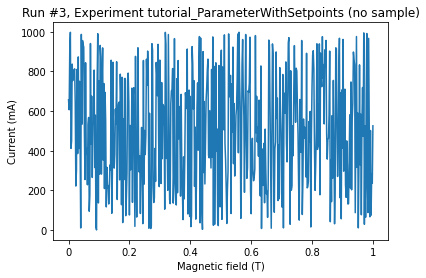 Run #3, Experiment tutorial_ParameterWithSetpoints (no sample)
Current (mA)
1000
800
600
400
200
0
0 0.2 0.4 0.6 0.8 1
Magnetic field (T)